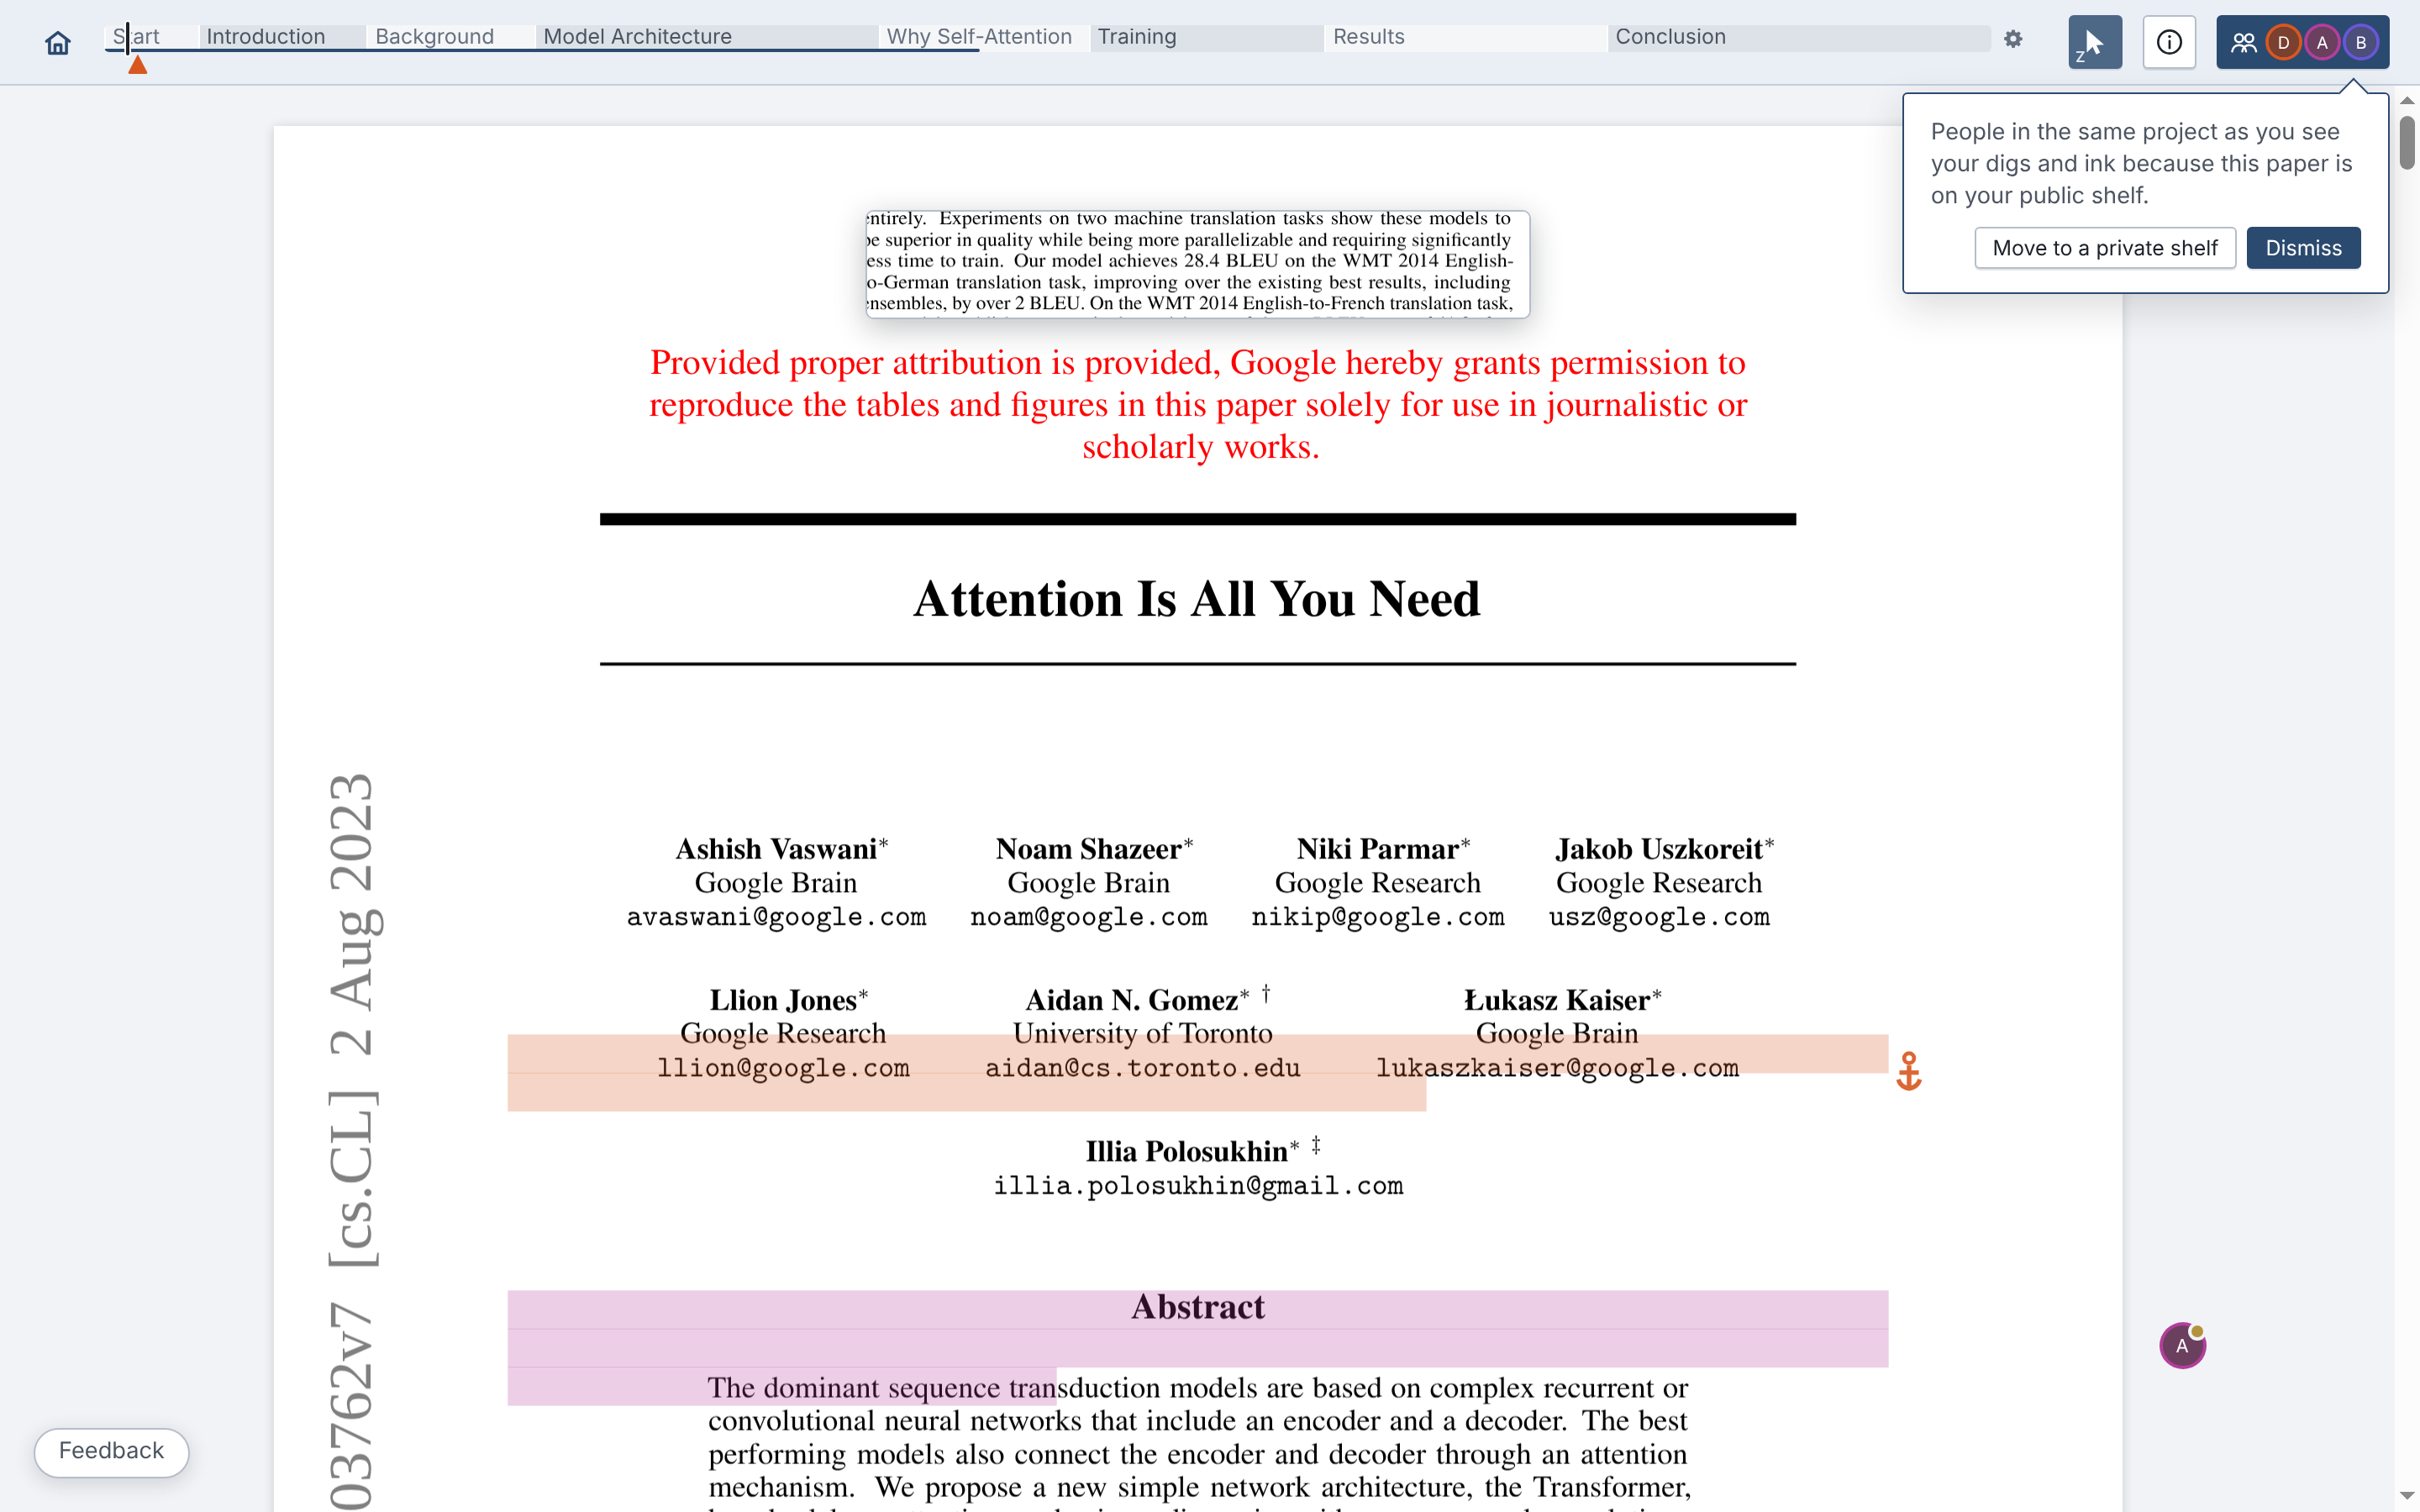 Start Introduction Background Model Architecture Why Self-Attention Training Results Conclusion
z
D A B
People in the same project as you see
your digs and ink because this paper is
on your public shelf.
Move to a private shelf Dismiss
entirely. Experiments on two machine translation tasks show these models to
be superior in quality while being more parallelizable and requiring significantly
ess time to train. Our model achieves 28.4 BLEU on the WMT 2014 English-
o-German translation task, improving over the existing best results, including
ensembles, by over 2 BLEU. On the WMT 2014 English-to-French translation task,
Provided proper attribution is provided, Google hereby grants permission to
reproduce the tables and figures in this paper solely for use in journalistic or
scholarly works.
Attention Is All You Need
Ashish Vaswani* Noam Shazeer* Niki Parmar* Jakob Uszkoreit*
Google Brain Google Brain Google Research Google Research
avaswani@google.com noam@google.com nikip@google.com usz@google.com
Llion Jones* Aidan N. Gomez* † Łukasz Kaiser*
Google Research University of Toronto Google Brain
llion@google.com aidan@cs.toronto.edu lukaszkaiser@google.com
Illia Polosukhin* ‡
illia.polosukhin@gmail.com
03762v7 [cs.CL] 2 Aug 2023
Abstract
A
The dominant sequence transduction models are based on complex recurrent or
convolutional neural networks that include an encoder and a decoder. The best
performing models also connect the encoder and decoder through an attention
mechanism. We propose a new simple network architecture, the Transformer,
Feedback